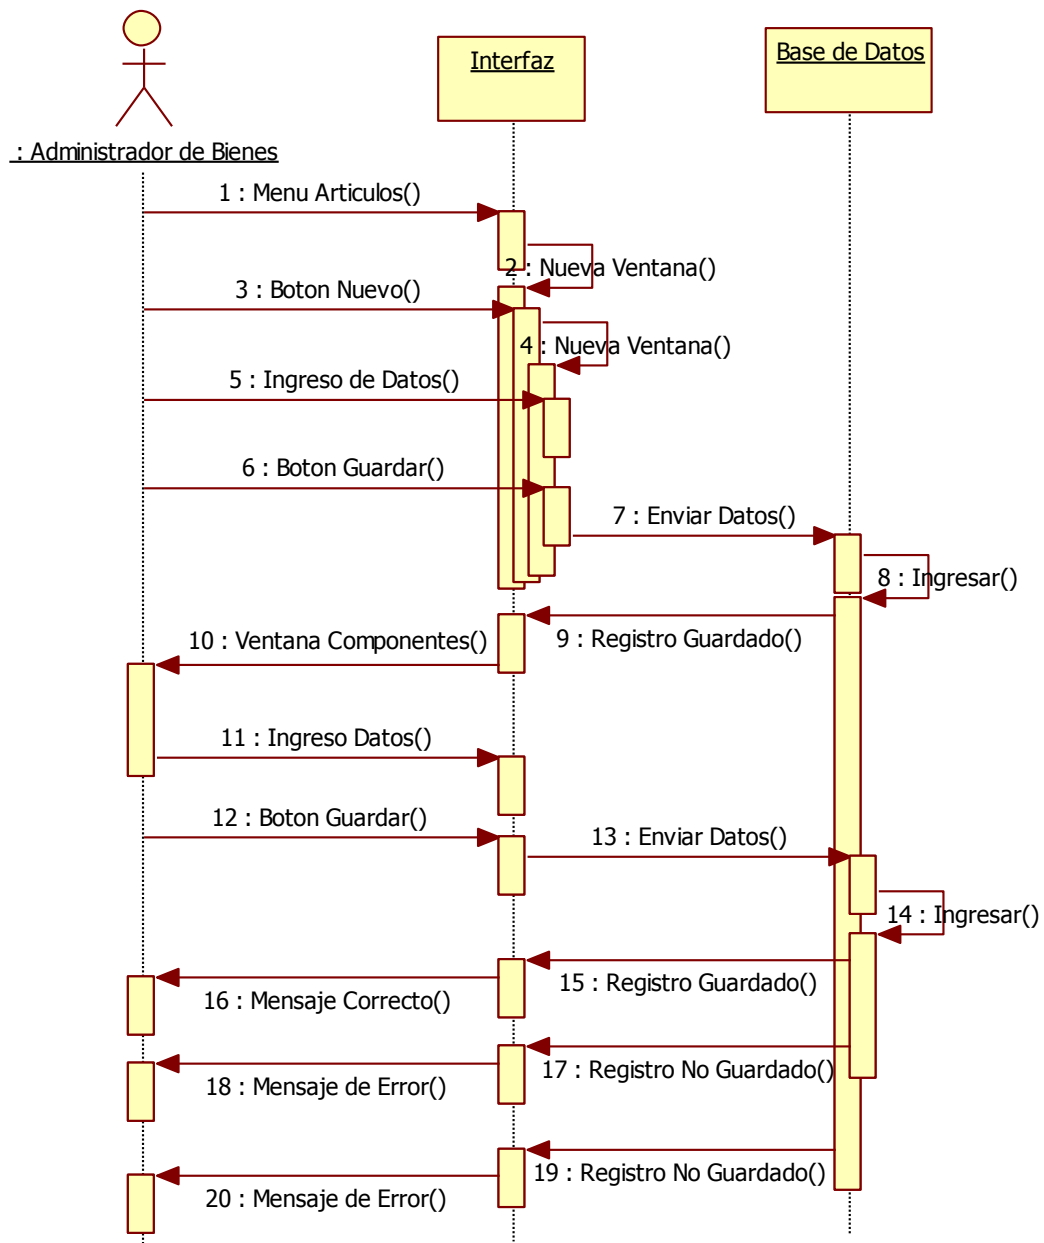 Interfaz
Base de Datos
: Administrador de Bienes
1 : Menu Articulos()
2 : Nueva Ventana()
3 : Boton Nuevo()
4 : Nueva Ventana()
5 : Ingreso de Datos()
6 : Boton Guardar()
7 : Enviar Datos()
8 : Ingresar()
9 : Registro Guardado()
10 : Ventana Componentes()
11 : Ingreso Datos()
12 : Boton Guardar()
13 : Enviar Datos()
14 : Ingresar()
15 : Registro Guardado()
16 : Mensaje Correcto()
17 : Registro No Guardado()
18 : Mensaje de Error()
19 : Registro No Guardado()
20 : Mensaje de Error()